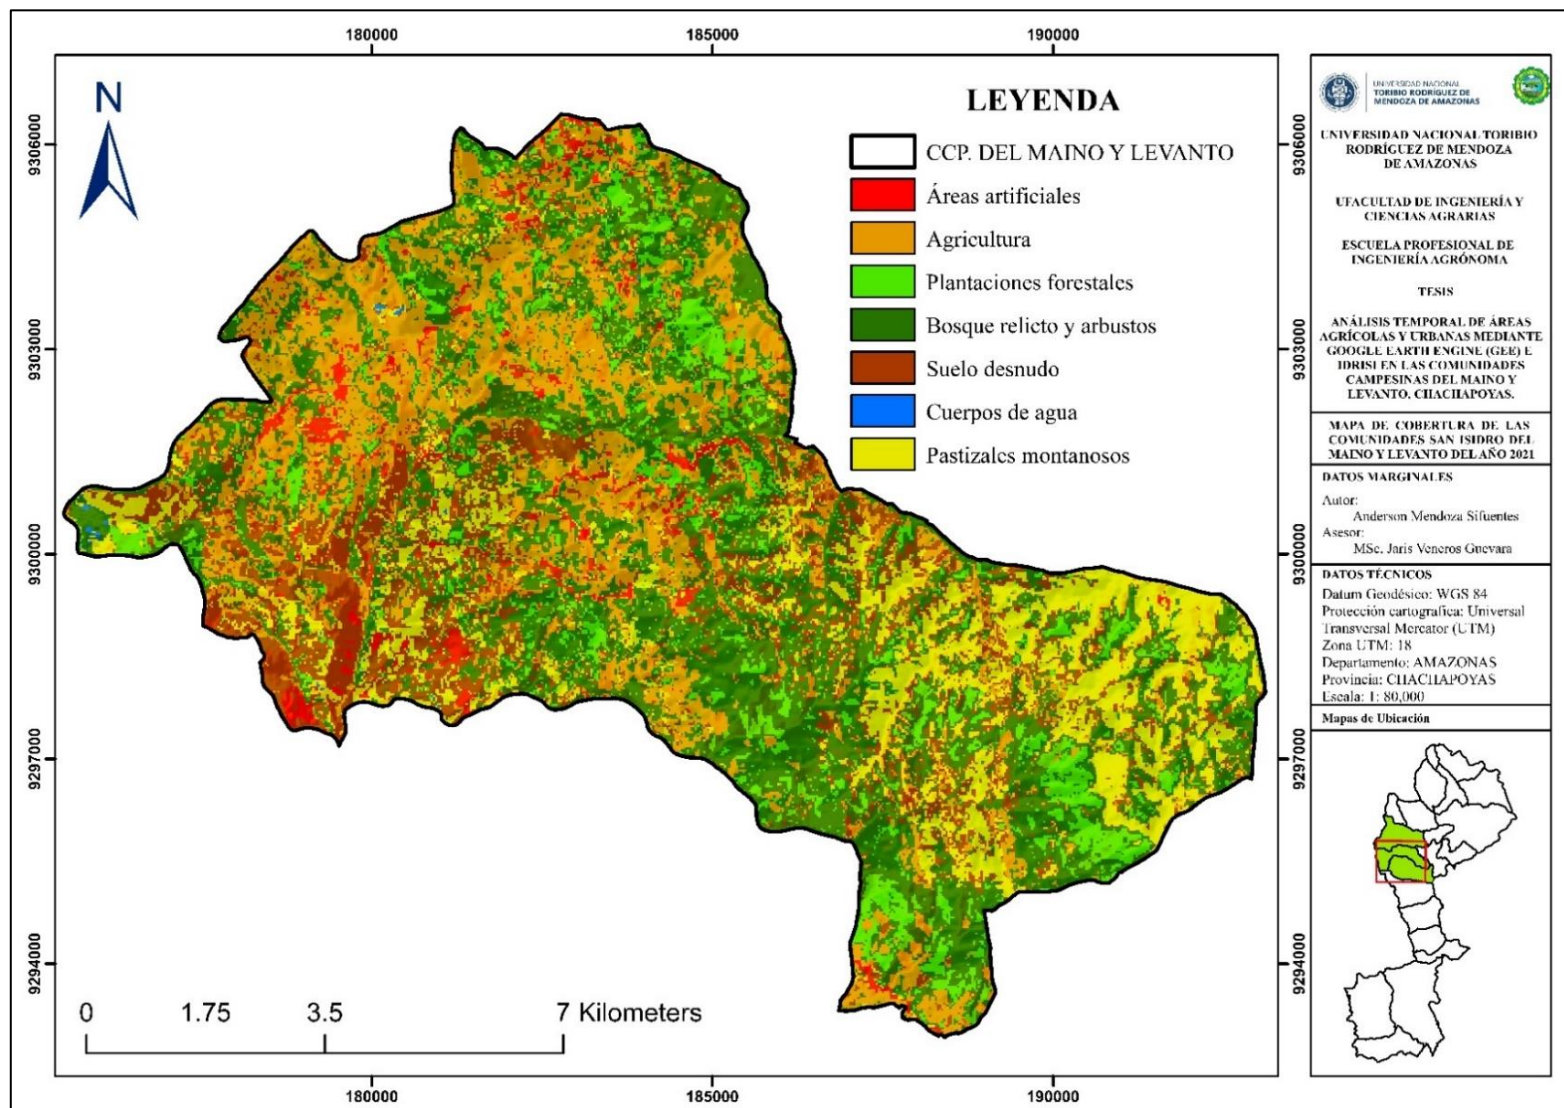 180000
185000
190000
9306000
9303000
9300000
9297000
9294000
N
LEYENDA
CCP. DEL MAINO Y LEVANTO
Áreas artificiales
Agricultura
Plantaciones forestales
Bosque relicto y arbustos
Suelo desnudo
Cuerpos de agua
Pastizales montanosos
0 1.75 3.5 7 Kilometers
180000
185000
190000
9306000
9303000
9300000
9297000
9294000
UNIVERSIDAD NACIONAL
TORIBIO RODRÍGUEZ DE
MENDOZA DE AMAZONAS
UNIVERSIDAD NACIONAL TORIBIO
RODRÍGUEZ DE MENDOZA
DE AMAZONAS
UFACULTAD DE INGENIERÍA Y
CIENCIAS AGRARIAS
ESCUELA PROFESIONAL DE
INGENIERÍA AGRÓNOMA
TESIS
ANÁLISIS TEMPORAL DE ÁREAS
AGRÍCOLAS Y URBANAS MEDIANTE
GOOGLE EARTH ENGINE (GEE) E
IDRISI EN LAS COMUNIDADES
CAMPESINAS DEL MAINO Y
LEVANTO, CHACHAPOYAS.
MAPA DE COBERTURA DE LAS
COMUNIDADES SAN ISIDRO DEL
MAINO Y LEVANTO DEL AÑO 2021
DATOS MARGINALES
Autor:
Anderson Mendoza Sifuentes
Asesor:
MSc. Jaris Veneros Guevara
DATOS TÉCNICOS
Datum Geodésico: WGS 84
Protección cartografica: Universal
Transversal Mercator (UTM)
Zona UTM: 18
Departamento: AMAZONAS
Provincia: CHACHAPOYAS
Escala: 1: 80,000
Mapas de Ubicación